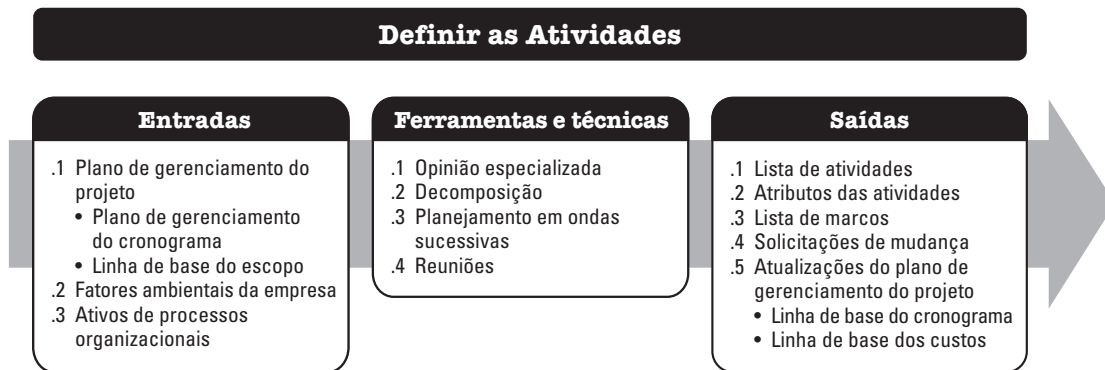 Definir as Atividades
Entradas
.1 Plano de gerenciamento do
projeto
• Plano de gerenciamento
do cronograma
• Linha de base do escopo
.2 Fatores ambientais da empresa
.3 Ativos de processos
organizacionais
Ferramentas e técnicas
.1 Opinião especializada
.2 Decomposição
.3 Planejamento em ondas
sucessivas
.4 Reuniões
Saídas
.1 Lista de atividades
.2 Atributos das atividades
.3 Lista de marcos
.4 Solicitações de mudança
.5 Atualizações do plano de
gerenciamento do projeto
• Linha de base do cronograma
• Linha de base dos custos